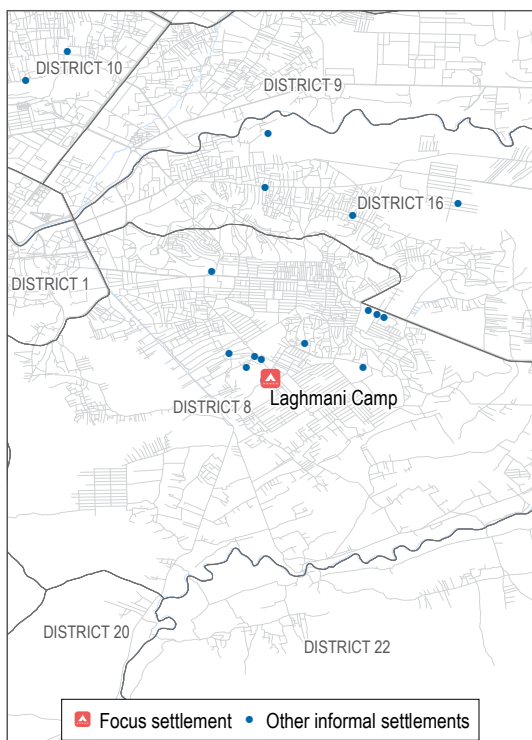 DISTRICT 10
DISTRICT 9
DISTRICT 16
DISTRICT 1
Laghmani Camp
DISTRICT 8
DISTRICT 20
DISTRICT 22
Focus settlement
Other informal settlements